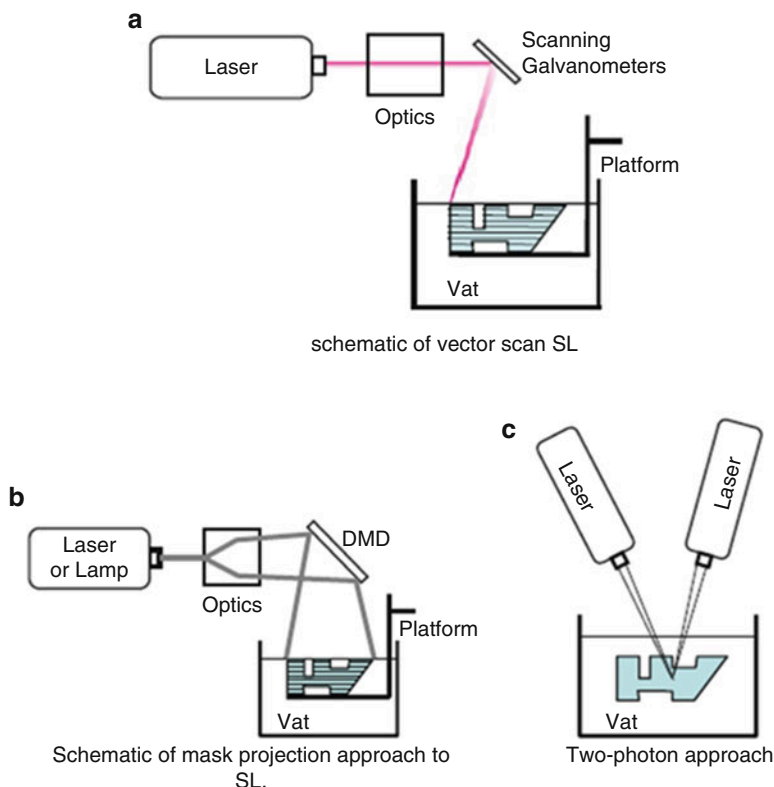 a
Laser
Optics
Scanning
Galvanometers
Platform
Vat
schematic of vector scan SL
b
Laser
or Lamp
Optics
DMD
Platform
Vat
Schematic of mask projection approach to
SL.
c
Laser
Laser
Vat
Two-photon approach